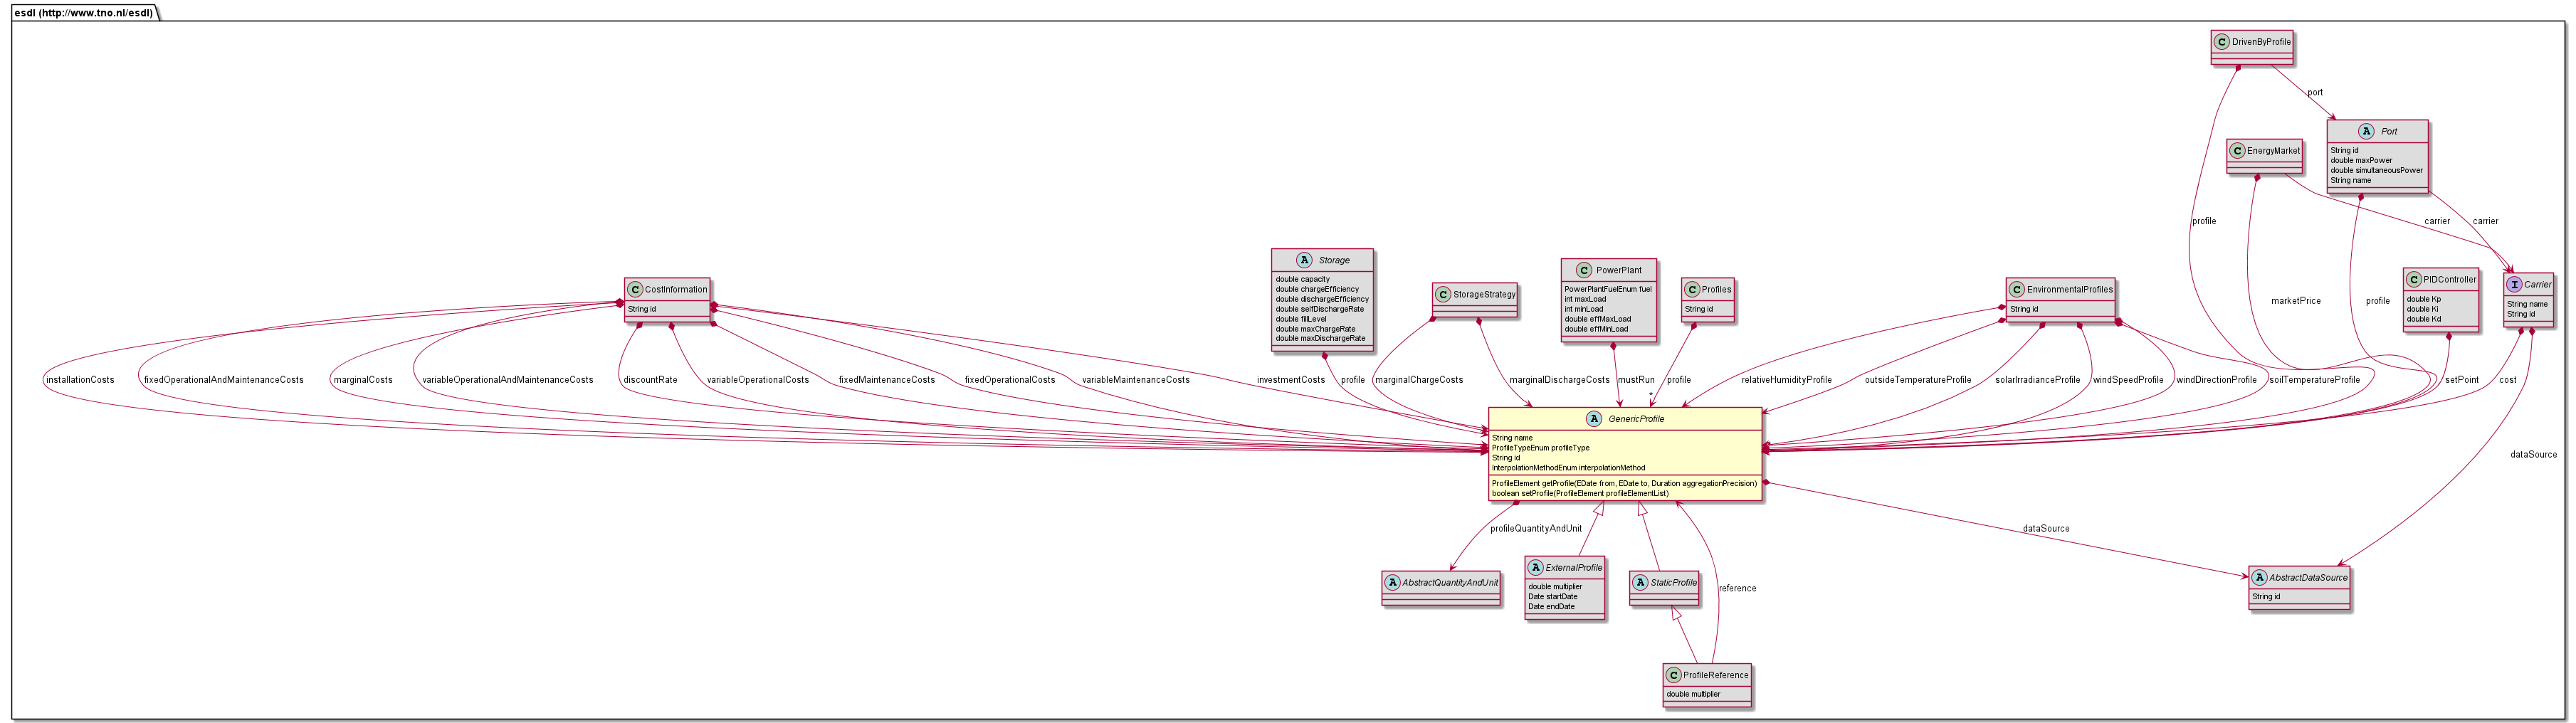 esdl (http://www.tno.nl/esdl)
C DrivenByProfile
port
A Port
String id
double maxPower
double simultaneousPower
String name
C EnergyMarket
profile
carrier
carrier
C CostInformation
String id
A Storage
double capacity
double chargeEfficiency
double dischargeEfficiency
double selfDischargeRate
double fillLevel
double maxChargeRate
double maxDischargeRate
C StorageStrategy
C PowerPlant
PowerPlantFuelEnum fuel
int maxLoad
int minLoad
double effMaxLoad
double effMinLoad
C Profiles
String id
C EnvironmentalProfiles
String id
marketPrice
profile
C PIDController
double Kp
double Ki
double Kd
I Carrier
String name
String id
installationCosts
fixedOperationalAndMaintenanceCosts
marginalCosts
variableOperationalAndMaintenanceCosts
discountRate
variableOperationalCosts
fixedMaintenanceCosts
fixedOperationalCosts
variableMaintenanceCosts
investmentCosts
profile
marginalChargeCosts
marginalDischargeCosts
mustRun
profile
*
relativeHumidityProfile
outsideTemperatureProfile
solarIrradianceProfile
windSpeedProfile
windDirectionProfile
soilTemperatureProfile
setPoint
cost
dataSource
A GenericProfile
String name
ProfileTypeEnum profileType
String id
InterpolationMethodEnum interpolationMethod
ProfileElement getProfile(EDate from, EDate to, Duration aggregationPrecision)
boolean setProfile(ProfileElement profileElementList)
profileQuantityAndUnit
dataSource
A AbstractQuantityAndUnit
A ExternalProfile
double multiplier
Date startDate
Date endDate
A StaticProfile
reference
A AbstractDataSource
String id
C ProfileReference
double multiplier